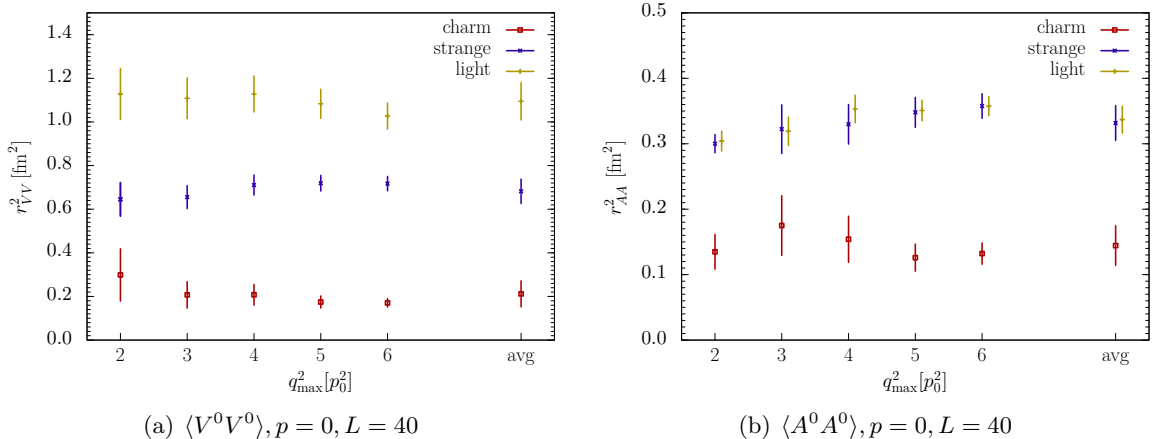 charm
strange
light
1.4
1.2
1.0
0.8
0.6
0.4
0.2
0.0
r²_VV [fm²]
2 3 4 5 6 avg
q²_max[p²_0]
(a) ⟨V⁰V⁰⟩, p = 0, L = 40
charm
strange
light
0.5
0.4
0.3
0.2
0.1
0.0
r²_AA [fm²]
2 3 4 5 6 avg
q²_max[p²_0]
(b) ⟨A⁰A⁰⟩, p = 0, L = 40